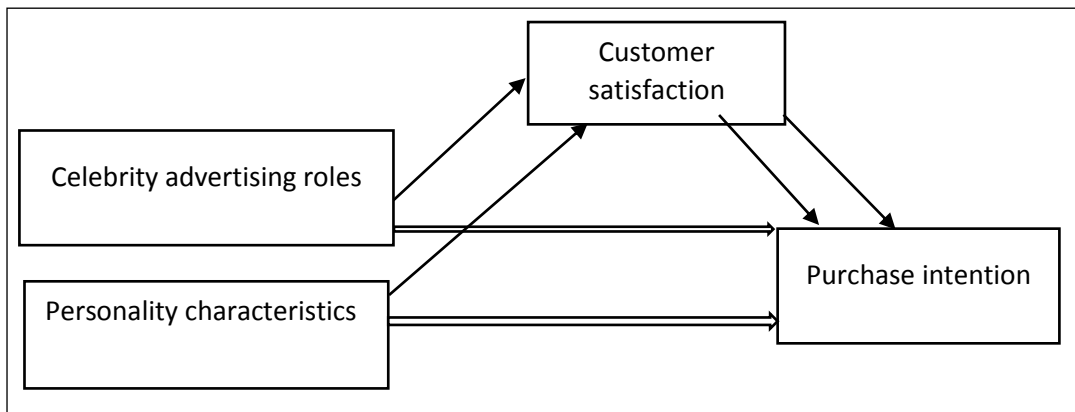 Customer
satisfaction
Celebrity advertising roles
Purchase intention
Personality characteristics